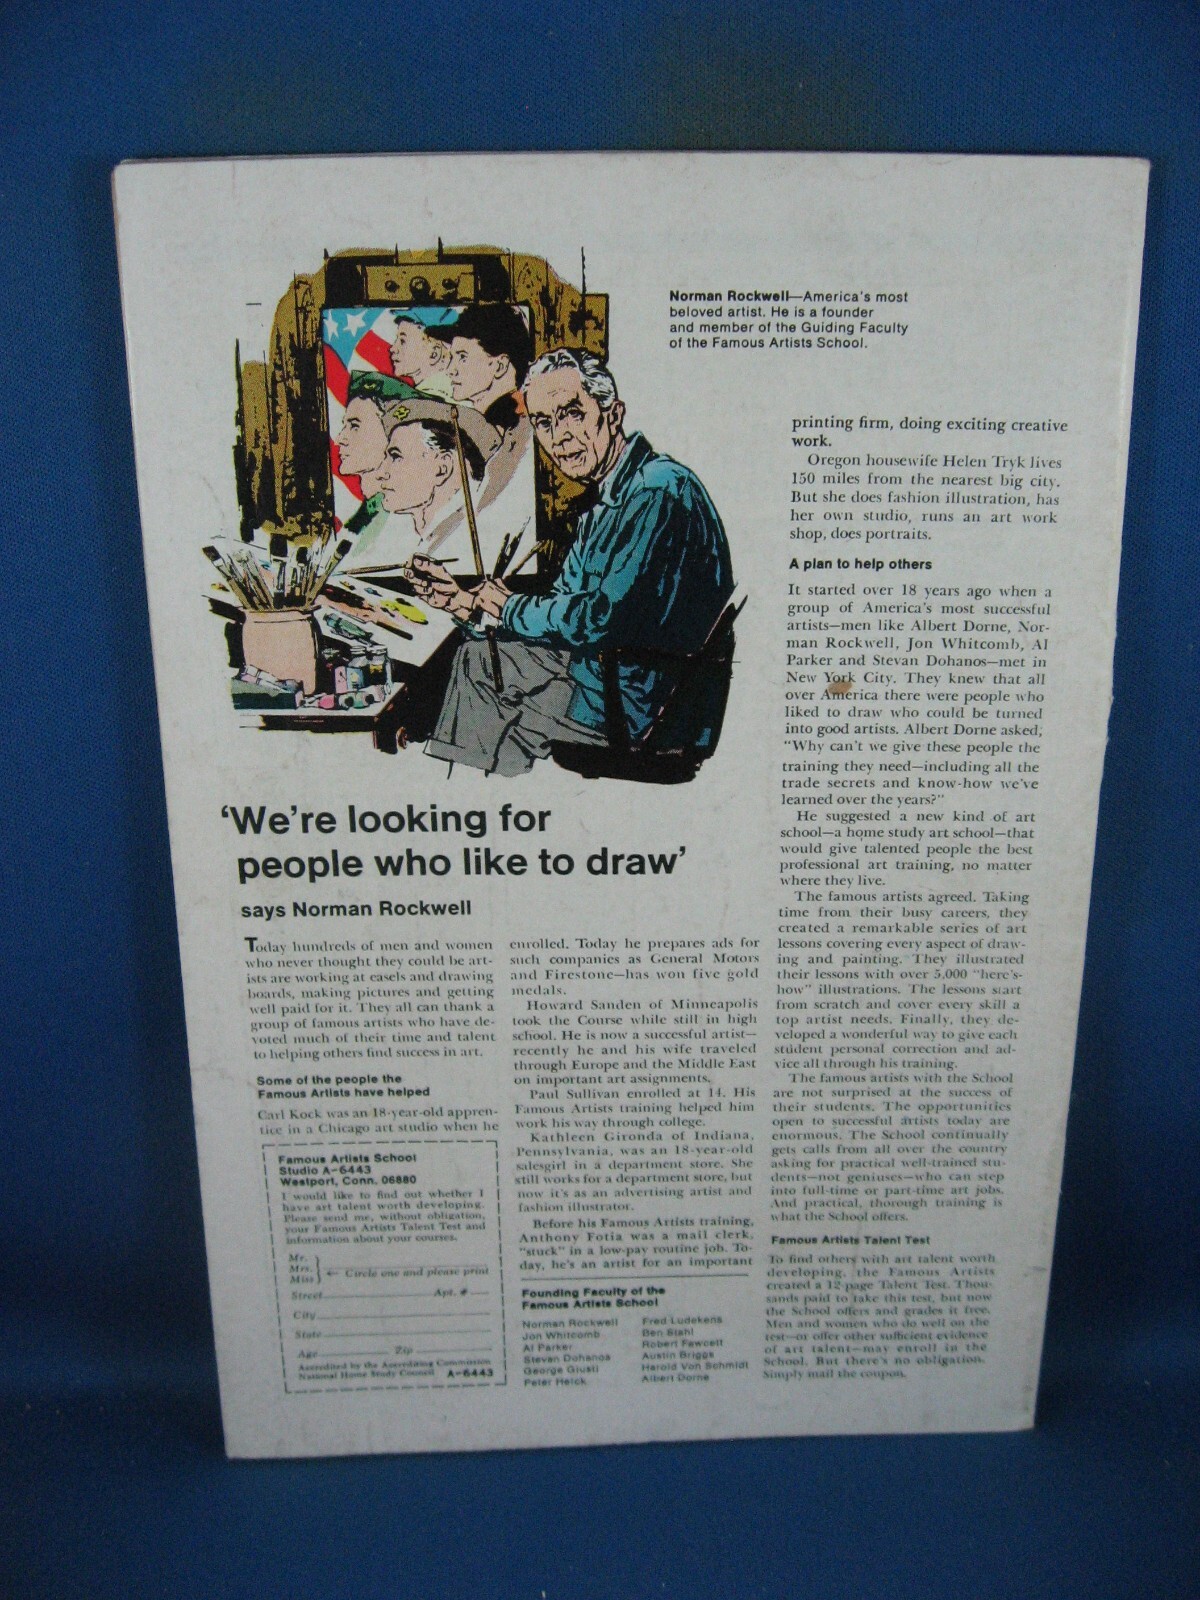 Norman Rockwell—America's most
beloved artist. He is a founder
and member of the Guiding Faculty
of the Famous Artists School.
'We're looking for
people who like to draw'
says Norman Rockwell
Today hundreds of men and women
who never thought they could be art-
ists are working at easels and drawing
boards, making pictures and getting
well paid for it. They all can thank a
group of famous artists who have de-
voted much of their time and talent
to helping others find success in art.
Some of the people the
Famous Artists have helped
Carl Kock was an 18-year-old appren-
tice in a Chicago art studio when he
Famous Artists School
Studio A-6443
Westport, Conn. 06880
I would like to find out whether I
have art talent worth developing.
Please send me, without obligation,
your Famous Artists Talent Test and
information about your courses.
Mr.
Mrs.
Miss
Circle one and please print
Street Apt. #
City
State
Age Zip
Accredited by the Accrediting Commission
National Home Study Council A-6443
enrolled. Today he prepares ads for
such companies as General Motors
and Firestone—has won five gold
medals.
Howard Sanden of Minneapolis
took the Course while still in high
school. He is now a successful artist—
recently he and his wife traveled
through Europe and the Middle East
on important art assignments.
Paul Sullivan enrolled at 14. His
Famous Artists training helped him
work his way through college.
Kathleen Gironda of Indiana,
Pennsylvania, was an 18-year-old
salesgirl in a department store. She
still works for a department store, but
now it's as an advertising artist and
fashion illustrator.
Before his Famous Artists training,
Anthony Fotia was a mail clerk,
"stuck" in a low-pay routine job. To-
day, he's an artist for an important
Founding Faculty of the
Famous Artists School
Norman Rockwell
Jon Whitcomb
Al Parker
Stevan Dohanos
George Giusti
Peter Helck
Fred Ludekens
Ben Stahl
Robert Fawcett
Austin Briggs
Harold Von Schmidt
Albert Dorne
printing firm, doing exciting creative
work.
Oregon housewife Helen Tryk lives
150 miles from the nearest big city.
But she does fashion illustration, has
her own studio, runs an art work
shop, does portraits.
A plan to help others
It started over 18 years ago when a
group of America's most successful
artists—men like Albert Dorne, Nor-
man Rockwell, Jon Whitcomb, Al
Parker and Stevan Dohanos—met in
New York City. They knew that all
over America there were people who
liked to draw who could be turned
into good artists. Albert Dorne asked,
"Why can't we give these people the
training they need—including all the
trade secrets and know-how we've
learned over the years?"
He suggested a new kind of art
school—a home study art school—that
would give talented people the best
professional art training, no matter
where they live.
The famous artists agreed. Taking
time from their busy careers, they
created a remarkable series of art
lessons covering every aspect of draw-
ing and painting. They illustrated
their lessons with over 5,000 "here's-
how" illustrations. The lessons start
from scratch and cover every skill a
top artist needs. Finally, they de-
veloped a wonderful way to give each
student personal correction and ad-
vice all through his training.
The famous artists with the School
are not surprised at the success of
their students. The opportunities
open to successful artists today are
enormous. The School continually
gets calls from all over the country
asking for practical well-trained stu-
dents—not geniuses—who can step
into full-time or part-time art jobs.
And practical, thorough training is
what the School offers.
Famous Artists Talent Test
To find others with art talent worth
developing, the Famous Artists
created a 12-page Talent Test. Thou-
sands paid to take this test, but now
the School offers and grades it free.
Men and women who do well on the
test—or offer other sufficient evidence
of art talent—may enroll in the
School. But there's no obligation.
Simply mail the coupon.